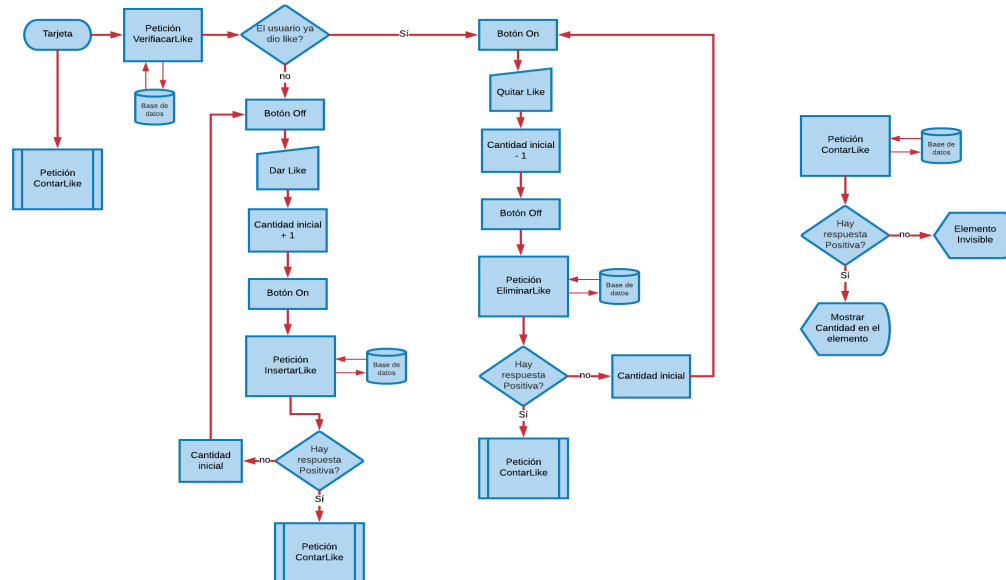 Tarjeta
Petición
VerifiacarLike
Base de
datos
El usuario ya
dio like?
Sí
no
Petición
ContarLike
Botón Off
Dar Like
Cantidad inicial
+ 1
Botón On
Petición
InsertarLike
Base de
datos
Hay
respuesta
Positiva?
no
Cantidad
inicial
Sí
Petición
ContarLike
Botón On
Quitar Like
Cantidad inicial
- 1
Botón Off
Petición
EliminarLike
Base de
datos
Hay
respuesta
Positiva?
no
Cantidad inicial
Sí
Petición
ContarLike
Petición
ContarLike
Base de
datos
Hay
respuesta
Positiva?
no
Elemento
Invisible
Sí
Mostrar
Cantidad en el
elemento